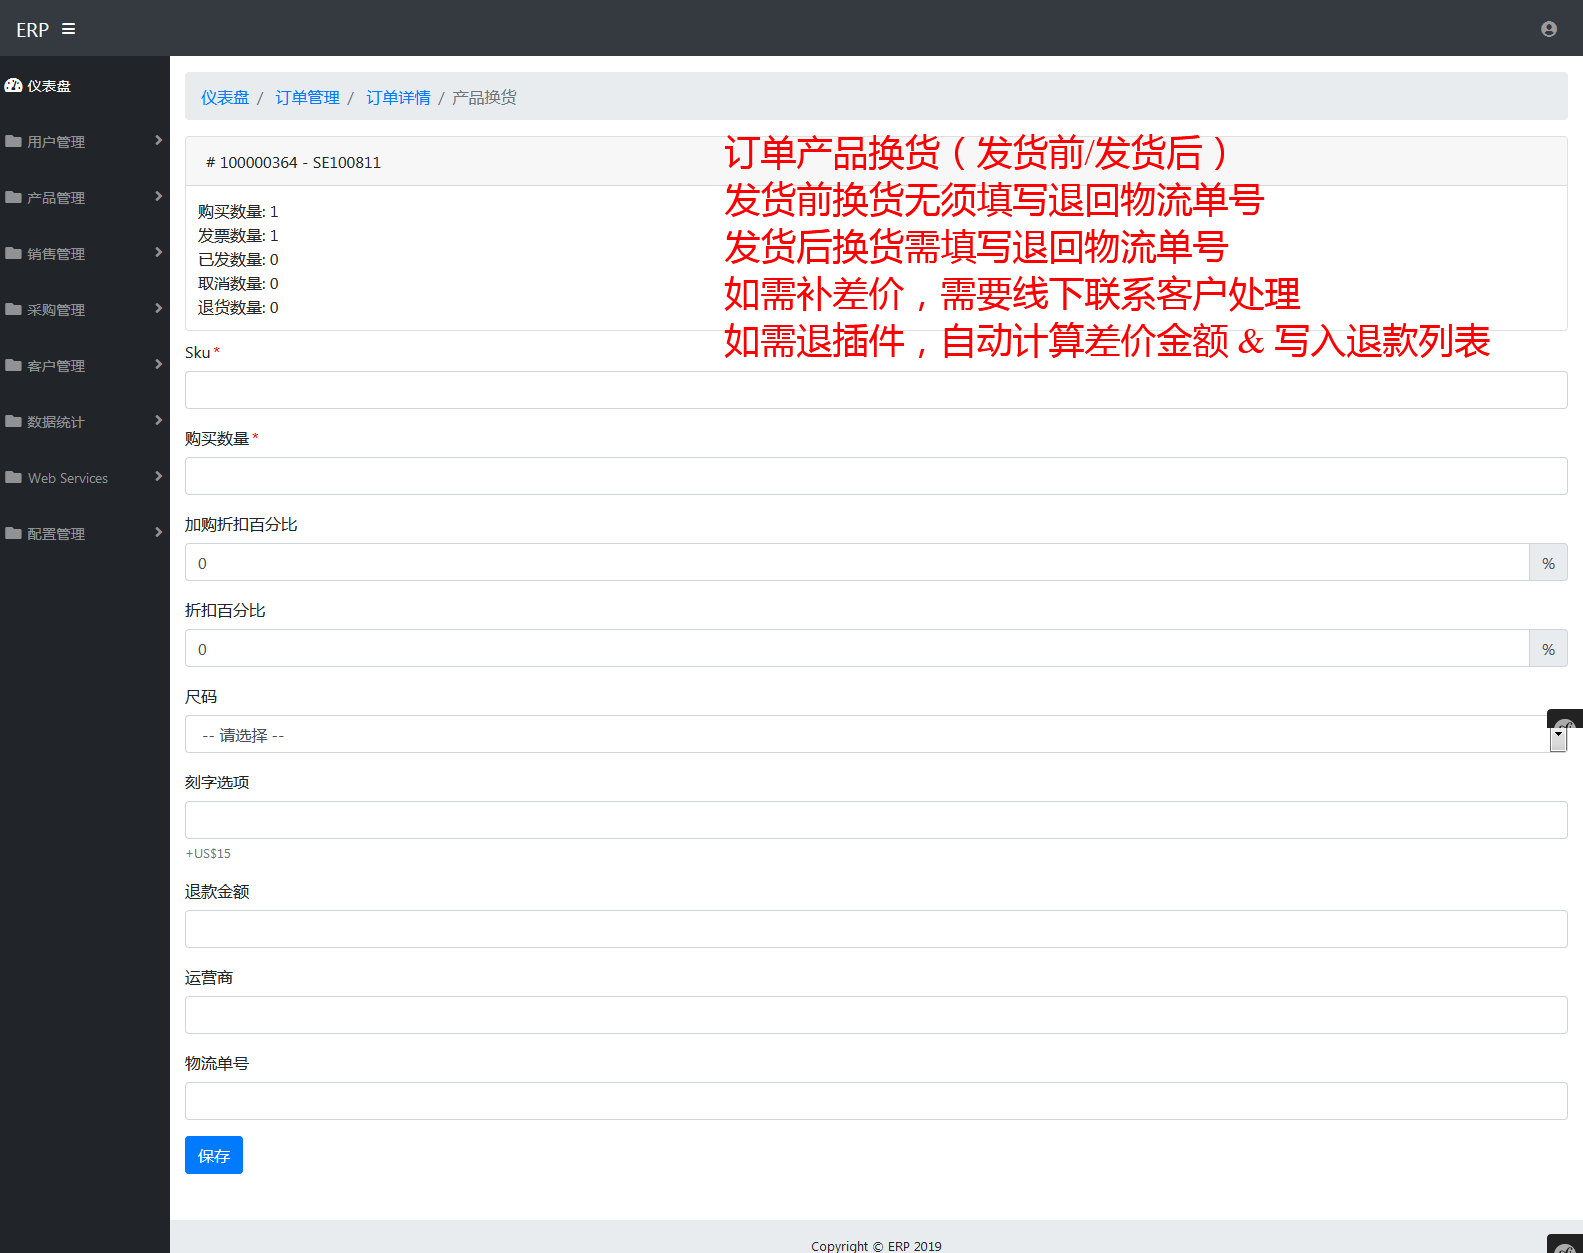 ERP
仪表盘
用户管理
产品管理
销售管理
采购管理
客户管理
数据统计
Web Services
配置管理
仪表盘 / 订单管理 / 订单详情 / 产品换货
# 100000364 - SE100811
购买数量: 1
发票数量: 1
已发数量: 0
取消数量: 0
退货数量: 0
订单产品换货（发货前/发货后）
发货前换货无须填写退回物流单号
发货后换货需填写退回物流单号
如需补差价，需要线下联系客户处理
如需退插件，自动计算差价金额 & 写入退款列表
Sku *
购买数量 *
加购折扣百分比
0 %
折扣百分比
0 %
尺码
-- 请选择 --
刻字选项
+US$15
退款金额
运营商
物流单号
保存
Copyright © ERP 2019